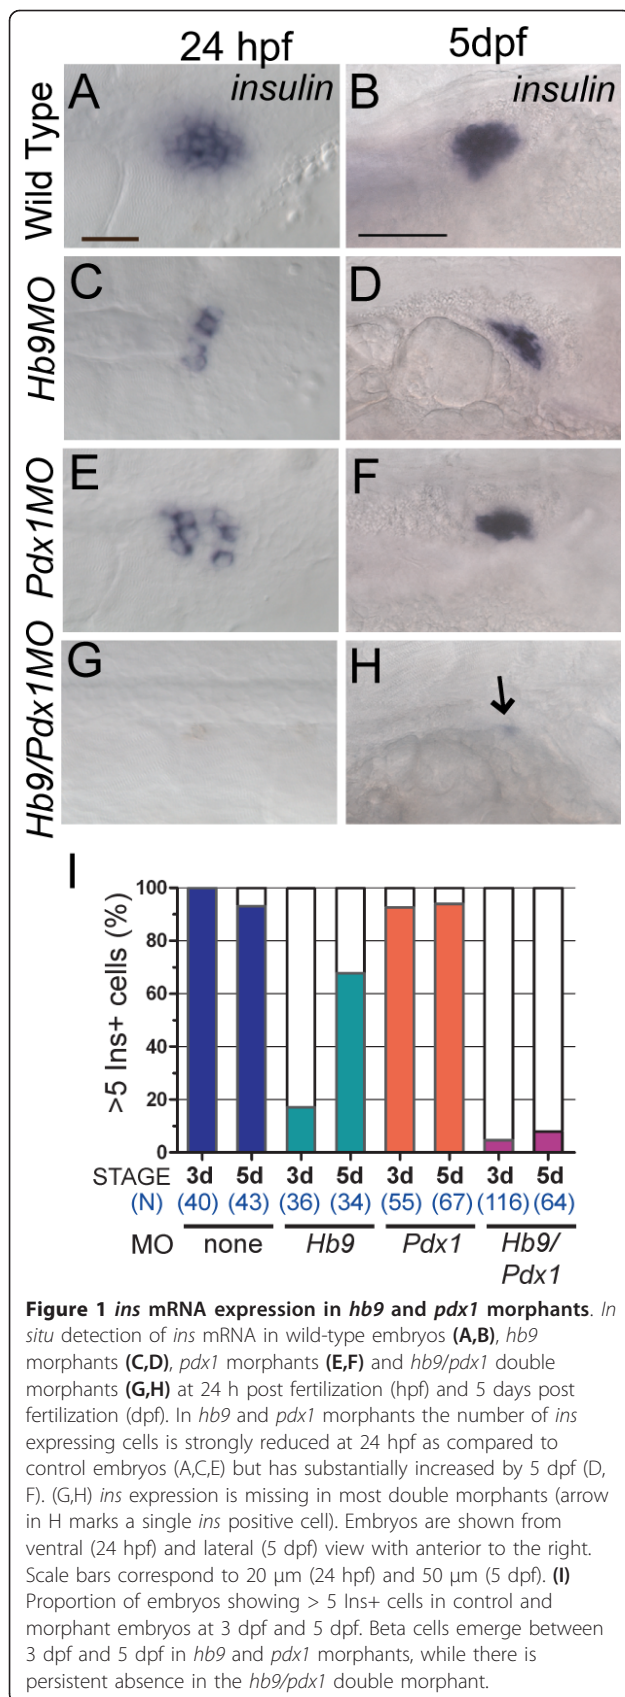 24 hpf 5dpf
Wild Type
A insulin
B insulin
Hb9MO
C
D
Pdx1MO
E
F
Hb9/Pdx1MO
G
H
I
>5 Ins+ cells (%)
100
80
60
40
20
0
STAGE 3d 5d 3d 5d 3d 5d 3d 5d
(N) (40) (43) (36) (34) (55) (67) (116) (64)
MO none Hb9 Pdx1 Hb9/
Pdx1
Figure 1 ins mRNA expression in hb9 and pdx1 morphants. In
situ detection of ins mRNA in wild-type embryos (A,B), hb9
morphants (C,D), pdx1 morphants (E,F) and hb9/pdx1 double
morphants (G,H) at 24 h post fertilization (hpf) and 5 days post
fertilization (dpf). In hb9 and pdx1 morphants the number of ins
expressing cells is strongly reduced at 24 hpf as compared to
control embryos (A,C,E) but has substantially increased by 5 dpf (D,
F). (G,H) ins expression is missing in most double morphants (arrow
in H marks a single ins positive cell). Embryos are shown from
ventral (24 hpf) and lateral (5 dpf) view with anterior to the right.
Scale bars correspond to 20 μm (24 hpf) and 50 μm (5 dpf). (I)
Proportion of embryos showing > 5 Ins+ cells in control and
morphant embryos at 3 dpf and 5 dpf. Beta cells emerge between
3 dpf and 5 dpf in hb9 and pdx1 morphants, while there is
persistent absence in the hb9/pdx1 double morphant.